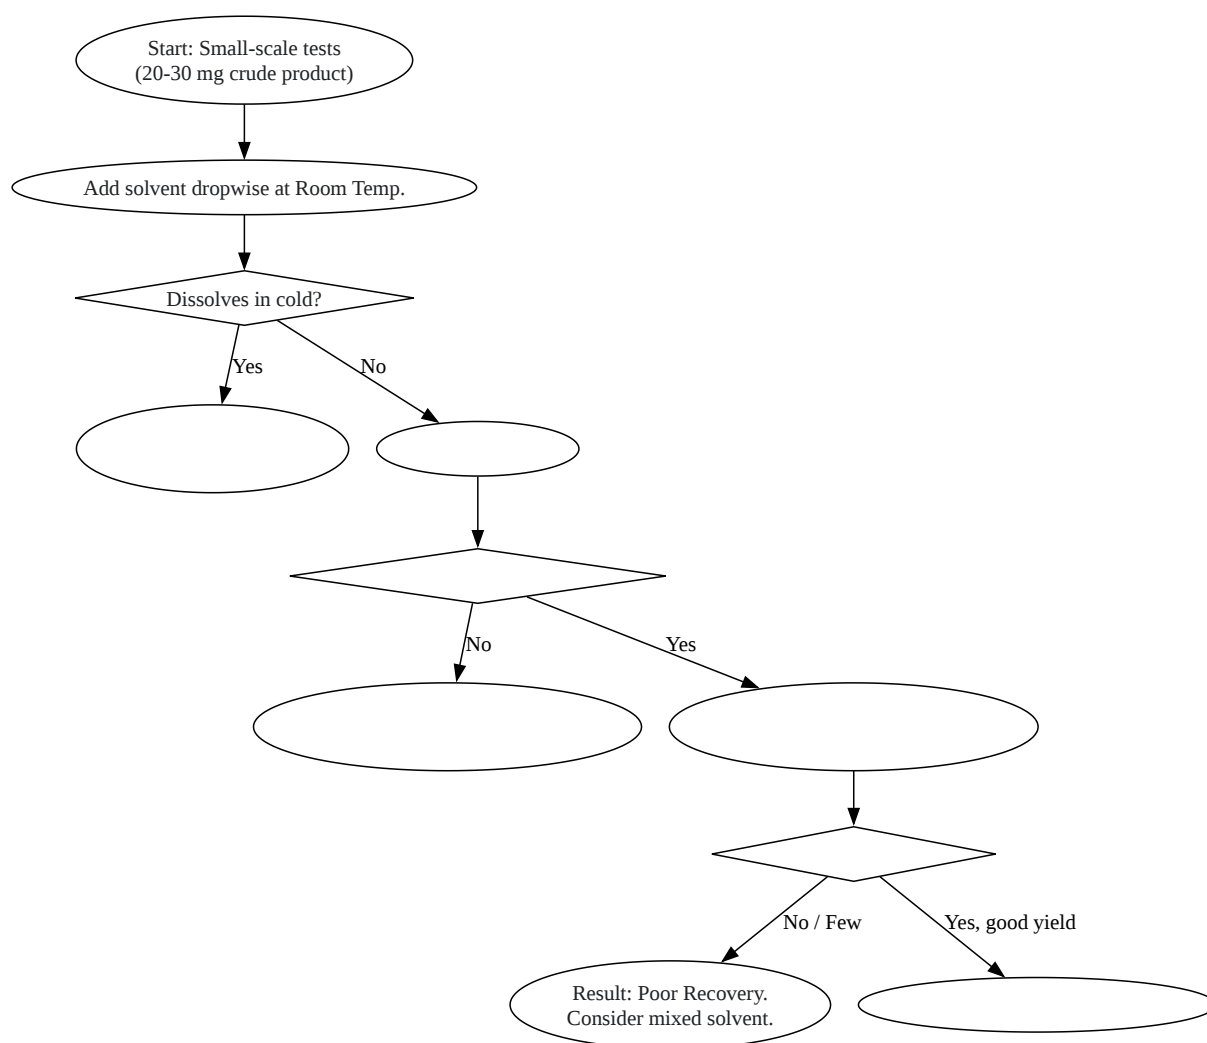 Start: Small-scale tests
(20-30 mg crude product)
Add solvent dropwise at Room Temp.
Dissolves in cold?
Yes
No
No
Yes
No / Few
Yes, good yield
Result: Poor Recovery.
Consider mixed solvent.